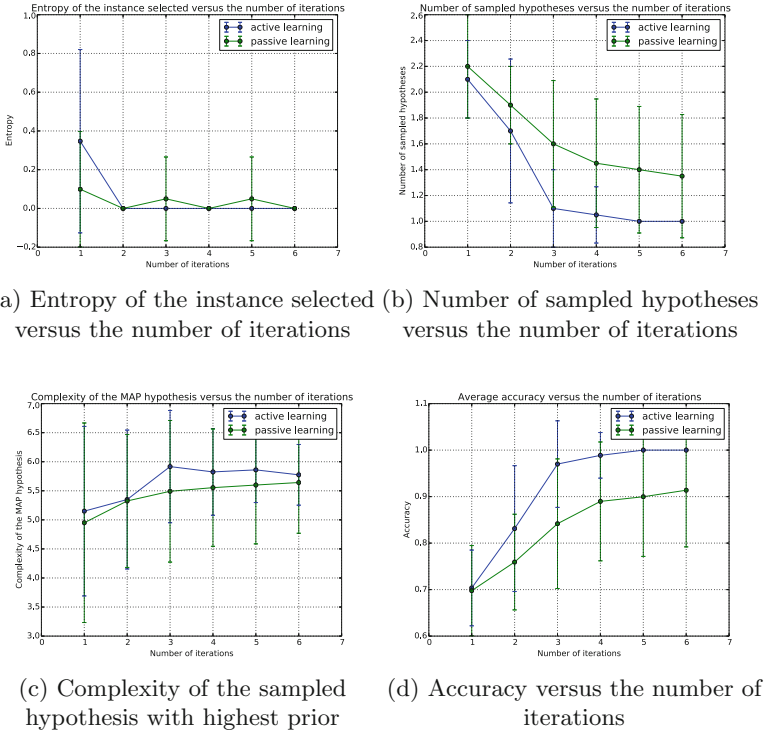 Entropy of the instance selected versus the number of iterations
1.0
0.8
0.6
0.4
0.2
0.0
−0.2
0 1 2 3 4 5 6 7
Entropy
Number of iterations
active learning
passive learning
Number of sampled hypotheses versus the number of iterations
2.6
2.4
2.2
2.0
1.8
1.6
1.4
1.2
1.0
0.8
0 1 2 3 4 5 6 7
Number of sampled hypotheses
Number of iterations
active learning
passive learning
a) Entropy of the instance selected
versus the number of iterations
(b) Number of sampled hypotheses
versus the number of iterations
Complexity of the MAP hypothesis versus the number of iterations
7.0
6.5
6.0
5.5
5.0
4.5
4.0
3.5
3.0
0 1 2 3 4 5 6 7
Complexity of the MAP hypothesis
Number of iterations
active learning
passive learning
Average accuracy versus the number of iterations
1.1
1.0
0.9
0.8
0.7
0.6
0 1 2 3 4 5 6 7
Accuracy
Number of iterations
active learning
passive learning
(c) Complexity of the sampled
hypothesis with highest prior
(d) Accuracy versus the number of
iterations